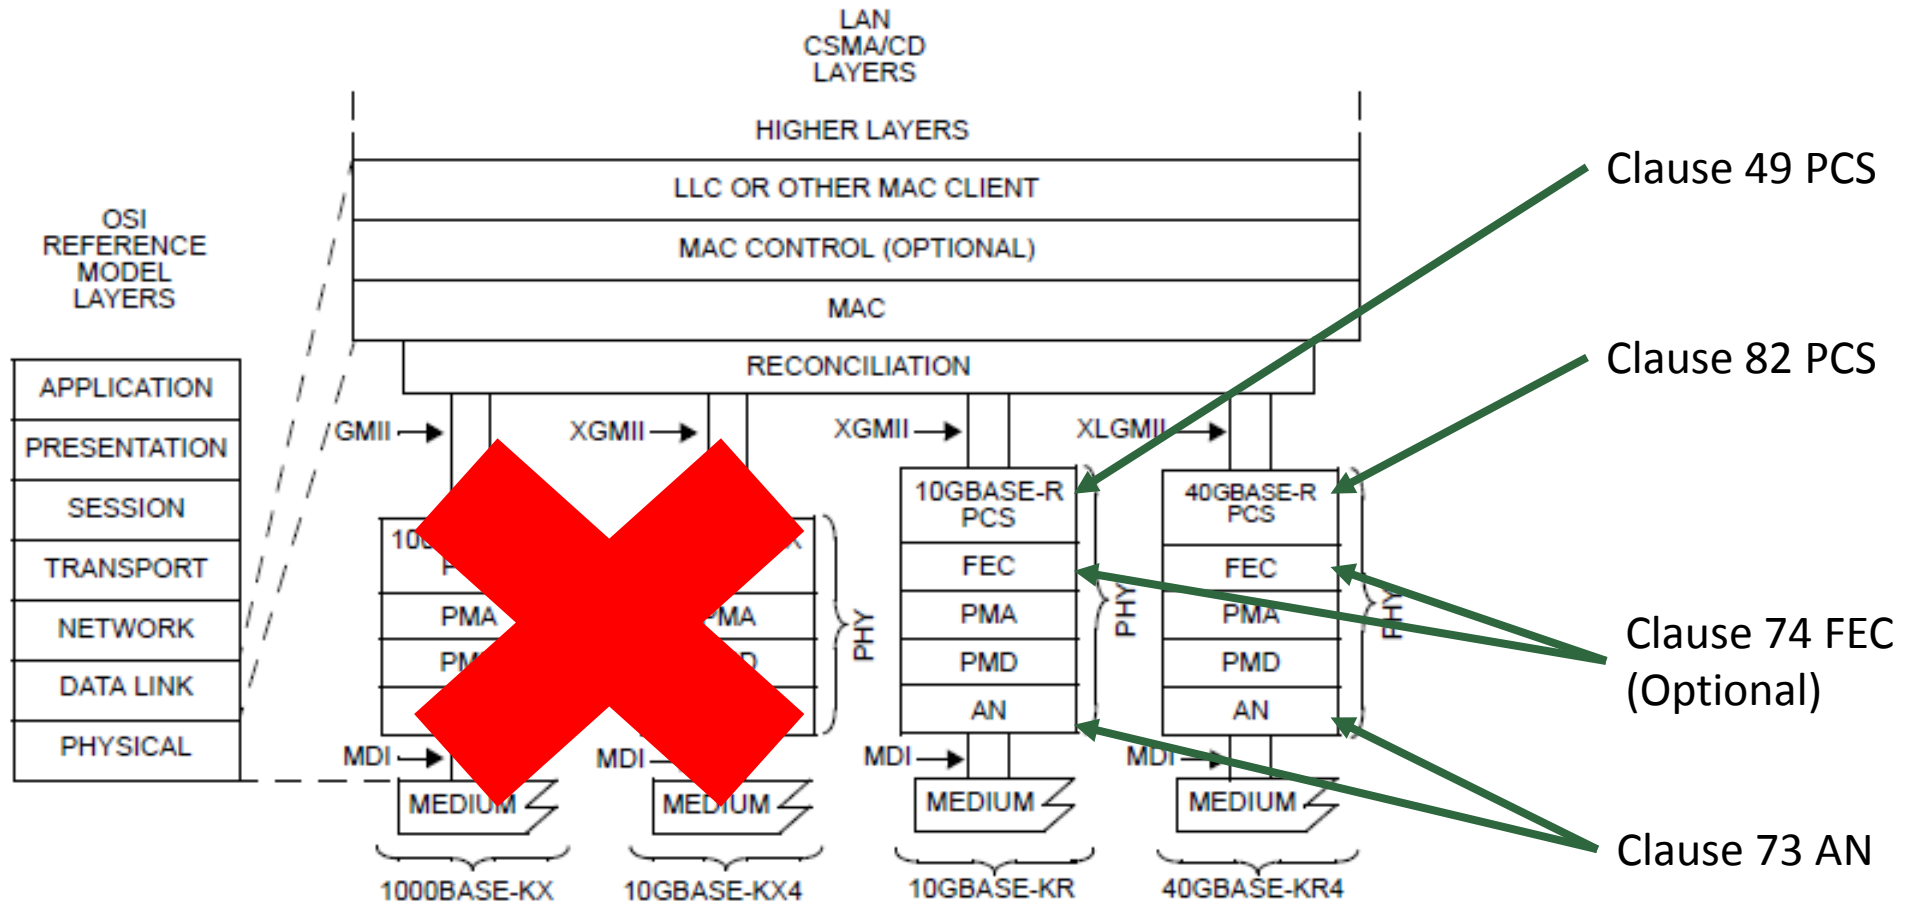 LAN
CSMA/CD
LAYERS
HIGHER LAYERS
LLC OR OTHER MAC CLIENT
MAC CONTROL (OPTIONAL)
MAC
RECONCILIATION
OSI
REFERENCE
MODEL
LAYERS
APPLICATION
PRESENTATION
SESSION
TRANSPORT
NETWORK
DATA LINK
PHYSICAL
GMII
XGMII
XGMII
XLGMII
PMA
PHY
MDI
MEDIUM
1000BASE-KX
MDI
MEDIUM
10GBASE-KX4
10GBASE-R
PCS
FEC
PMA
PMD
AN
PHY
MDI
MEDIUM
10GBASE-KR
40GBASE-R
PCS
FEC
PMA
PMD
AN
PHY
MDI
MEDIUM
40GBASE-KR4
Clause 49 PCS
Clause 82 PCS
Clause 74 FEC
(Optional)
Clause 73 AN